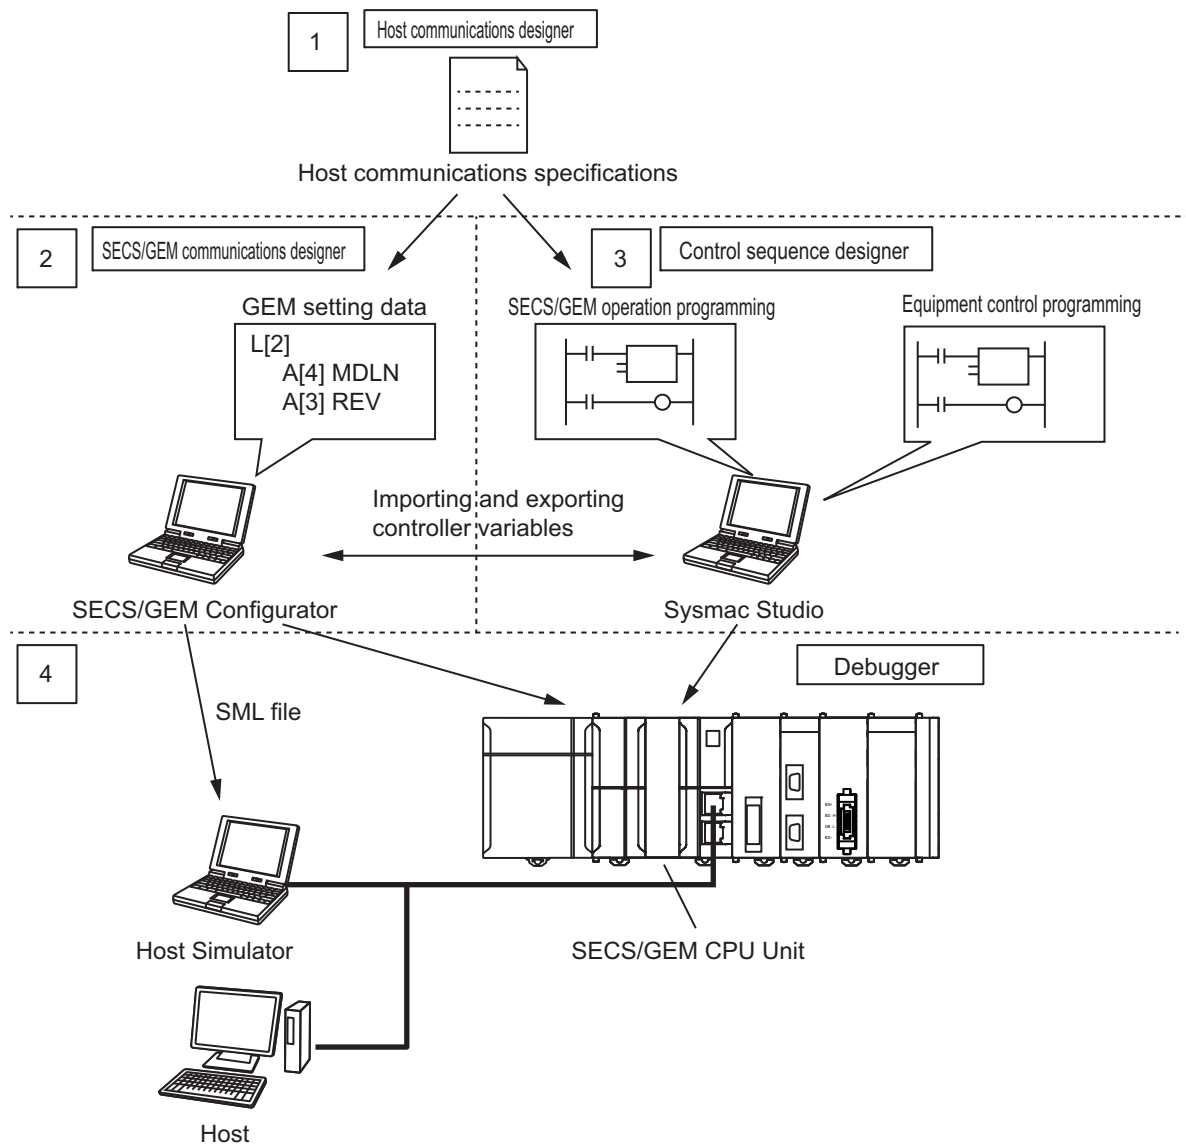 1
Host communications designer
Host communications specifications
2
SECS/GEM communications designer
3
Control sequence designer
GEM setting data
L[2]
A[4] MDLN
A[3] REV
SECS/GEM operation programming
Equipment control programming
Importing and exporting
controller variables
SECS/GEM Configurator
Sysmac Studio
4
Debugger
SML file
Host Simulator
SECS/GEM CPU Unit
Host